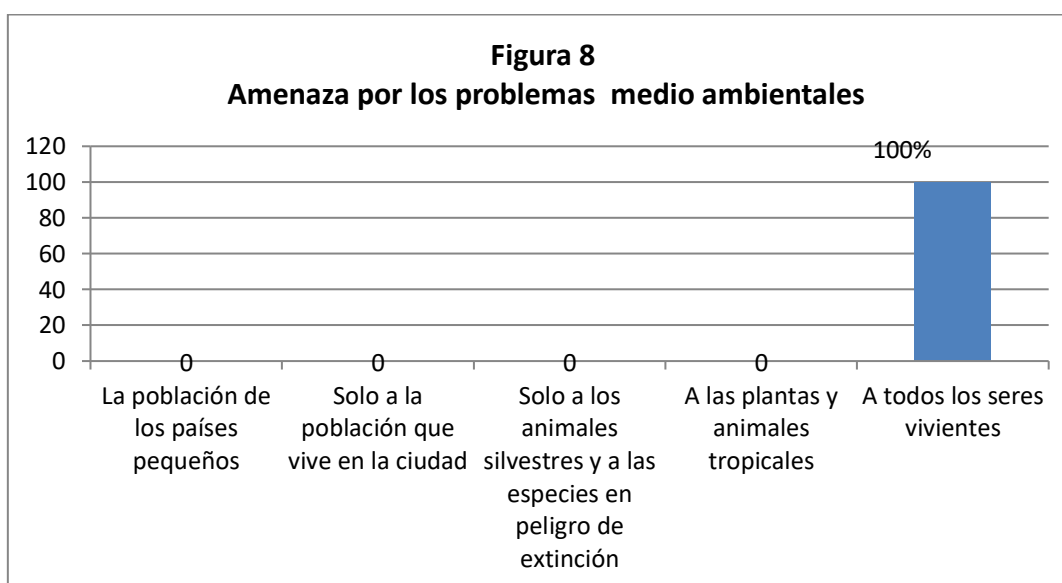 Figura 8
Amenaza por los problemas  medio ambientales
120
100
80
60
40
20
0
100%
0
0
0
0
La población de
los países
pequeños
Solo a la
población que
vive en la ciudad
Solo a los
animales
silvestres y a las
especies en
peligro de
extinción
A las plantas y
animales
tropicales
A todos los seres
vivientes